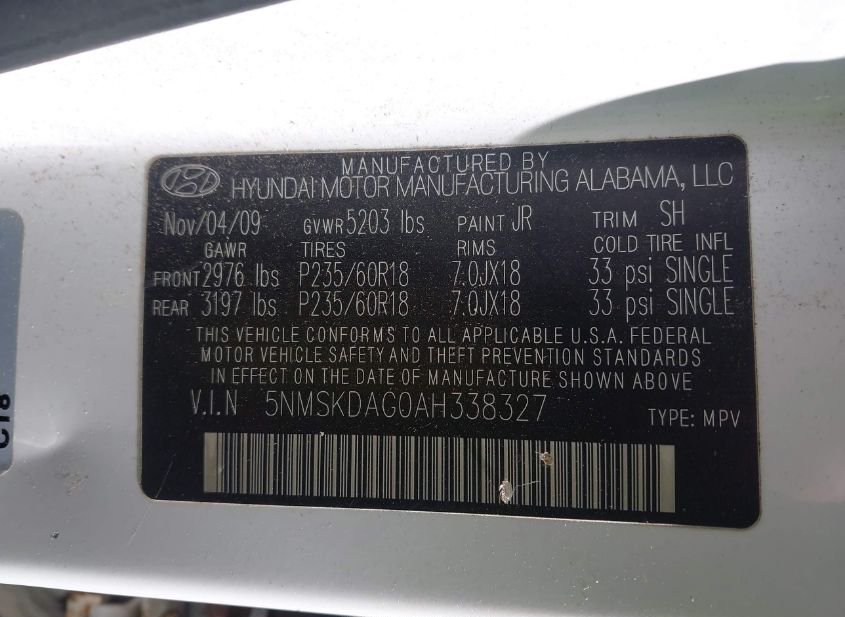 MANUFACTURED BY
HYUNDAI MOTOR MANUFACTURING ALABAMA, LLC
Nov/04/09 GVWR 5203 lbs PAINT JR TRIM SH
GAWR TIRES RIMS COLD TIRE INFL
FRONT 2976 lbs P235/60R18 7.0JX18 33 psi SINGLE
REAR 3197 lbs P235/60R18 7.0JX18 33 psi SINGLE
THIS VEHICLE CONFORMS TO ALL APPLICABLE U.S.A. FEDERAL
MOTOR VEHICLE SAFETY AND THEFT PREVENTION STANDARDS
IN EFFECT ON THE DATE OF MANUFACTURE SHOWN ABOVE
V.I.N 5NMSKDAG0AH338327 TYPE: MPV
C18